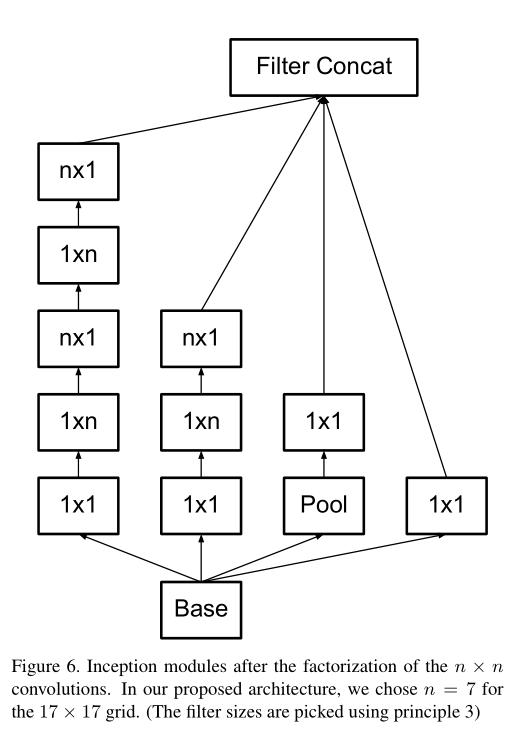 Filter Concat
nx1
1xn
nx1
nx1
1xn
1xn
1x1
1x1
1x1
Pool
1x1
Base
Figure 6. Inception modules after the factorization of the n × n
convolutions. In our proposed architecture, we chose n = 7 for
the 17 × 17 grid. (The filter sizes are picked using principle 3)